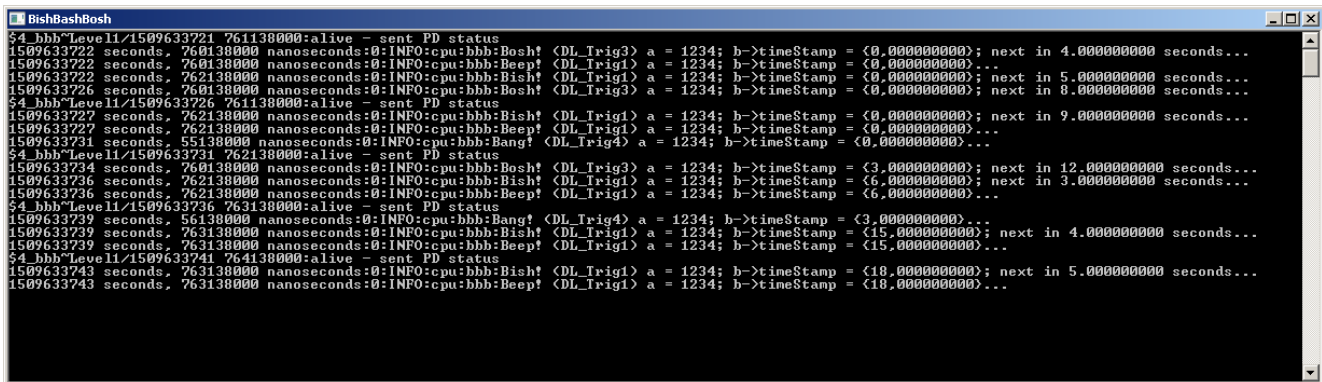 BishBashBosh
$4_bbb~Level1/1509633721 761138000:alive - sent PD status
1509633722 seconds, 760138000 nanoseconds:0:INFO:cpu:bbb:Bosh! (DL_Trig3) a = 1234; b->timeStamp = {0,000000000}; next in 4.000000000 seconds...
1509633722 seconds, 760138000 nanoseconds:0:INFO:cpu:bbb:Beep! (DL_Trig1) a = 1234; b->timeStamp = {0,000000000}...
1509633722 seconds, 762138000 nanoseconds:0:INFO:cpu:bbb:Bish! (DL_Trig1) a = 1234; b->timeStamp = {0,000000000}; next in 5.000000000 seconds...
1509633726 seconds, 760138000 nanoseconds:0:INFO:cpu:bbb:Bosh! (DL_Trig3) a = 1234; b->timeStamp = {0,000000000}; next in 8.000000000 seconds...
$4_bbb~Level1/1509633726 761138000:alive - sent PD status
1509633727 seconds, 762138000 nanoseconds:0:INFO:cpu:bbb:Bish! (DL_Trig1) a = 1234; b->timeStamp = {0,000000000}; next in 9.000000000 seconds...
1509633727 seconds, 762138000 nanoseconds:0:INFO:cpu:bbb:Beep! (DL_Trig1) a = 1234; b->timeStamp = {0,000000000}...
1509633731 seconds, 55138000 nanoseconds:0:INFO:cpu:bbb:Bang! (DL_Trig4) a = 1234; b->timeStamp = {0,000000000}...
$4_bbb~Level1/1509633731 762138000:alive - sent PD status
1509633734 seconds, 760138000 nanoseconds:0:INFO:cpu:bbb:Bosh! (DL_Trig3) a = 1234; b->timeStamp = {3,000000000}; next in 12.000000000 seconds...
1509633736 seconds, 762138000 nanoseconds:0:INFO:cpu:bbb:Bish! (DL_Trig1) a = 1234; b->timeStamp = {6,000000000}; next in 3.000000000 seconds...
1509633736 seconds, 762138000 nanoseconds:0:INFO:cpu:bbb:Beep! (DL_Trig1) a = 1234; b->timeStamp = {6,000000000}...
$4_bbb~Level1/1509633736 763138000:alive - sent PD status
1509633739 seconds, 56138000 nanoseconds:0:INFO:cpu:bbb:Bang! (DL_Trig4) a = 1234; b->timeStamp = {3,000000000}...
1509633739 seconds, 763138000 nanoseconds:0:INFO:cpu:bbb:Bish! (DL_Trig1) a = 1234; b->timeStamp = {15,000000000}; next in 4.000000000 seconds...
1509633739 seconds, 763138000 nanoseconds:0:INFO:cpu:bbb:Beep! (DL_Trig1) a = 1234; b->timeStamp = {15,000000000}...
$4_bbb~Level1/1509633741 764138000:alive - sent PD status
1509633743 seconds, 763138000 nanoseconds:0:INFO:cpu:bbb:Bish! (DL_Trig1) a = 1234; b->timeStamp = {18,000000000}; next in 5.000000000 seconds...
1509633743 seconds, 763138000 nanoseconds:0:INFO:cpu:bbb:Beep! (DL_Trig1) a = 1234; b->timeStamp = {18,000000000}...